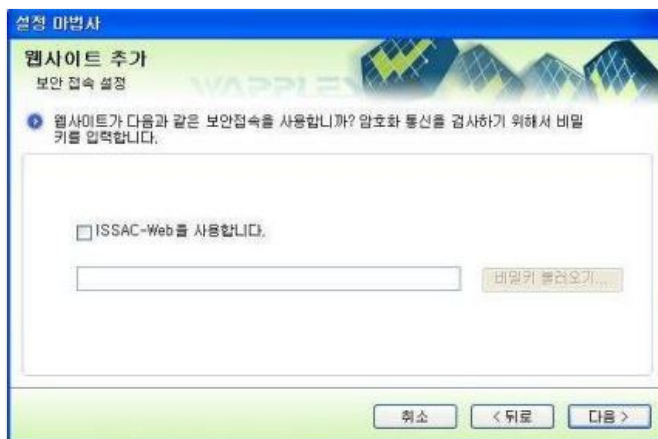 설정 마법사
웹사이트 추가
보안 접속 설정
WAPPLES
웹사이트가 다음과 같은 보안접속을 사용합니까? 암호화 통신을 검사하기 위해서 비밀
키를 입력합니다.
ISSAC-Web을 사용합니다.
비밀키 불러오기...
취소
< 뒤로
다음 >